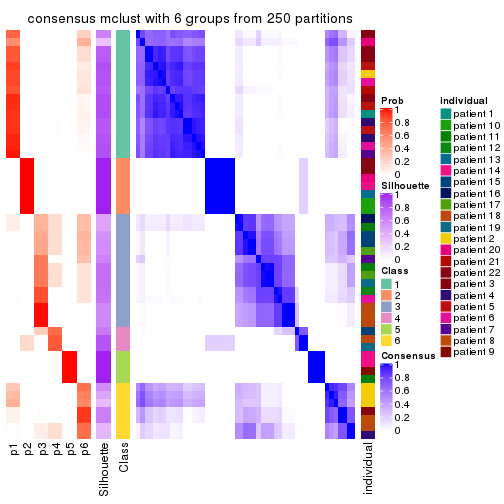 consensus mclust with 6 groups from 250 partitions
Prob
1
0.8
0.6
0.4
0.2
0
Silhouette
1
0.8
0.6
0.4
0.2
0
Class
1
2
3
4
5
6
Consensus
1
0.8
0.6
0.4
0.2
0
individual
patient 1
patient 10
patient 11
patient 12
patient 13
patient 14
patient 15
patient 16
patient 17
patient 18
patient 19
patient 2
patient 20
patient 21
patient 22
patient 3
patient 4
patient 5
patient 6
patient 7
patient 8
patient 9
p1
p2
p3
p4
p5
p6
Silhouette
Class
individual